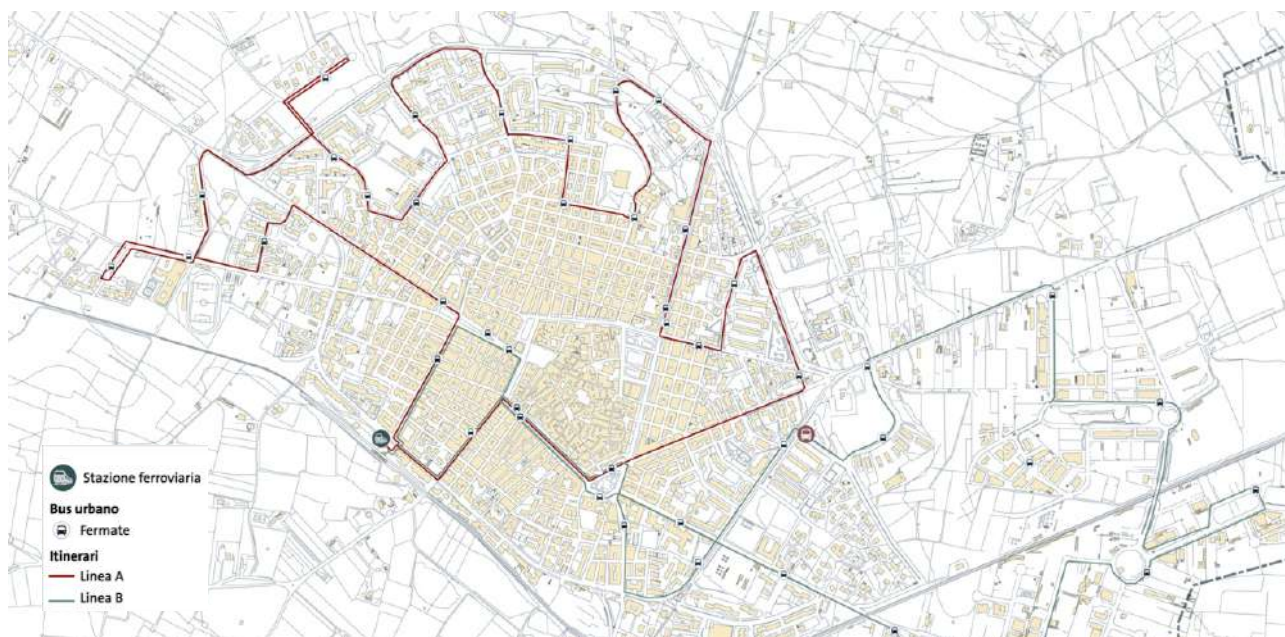 Stazione ferroviaria
Bus urbano
Fermate
Itinerari
Linea A
Linea B